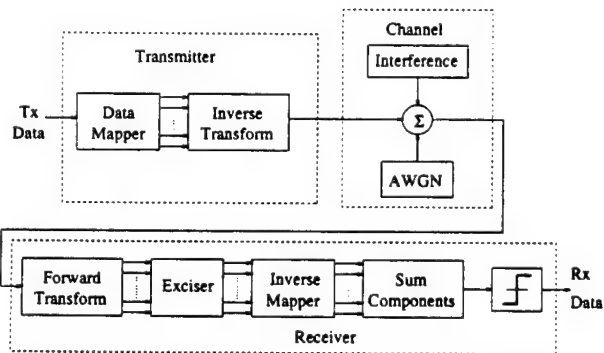 Channel
Transmitter
Interference
Tx
Data
Data
Mapper
Inverse
Transform
Σ
AWGN
Forward
Transform
Exciser
Inverse
Mapper
Sum
Components
Rx
Data
Receiver